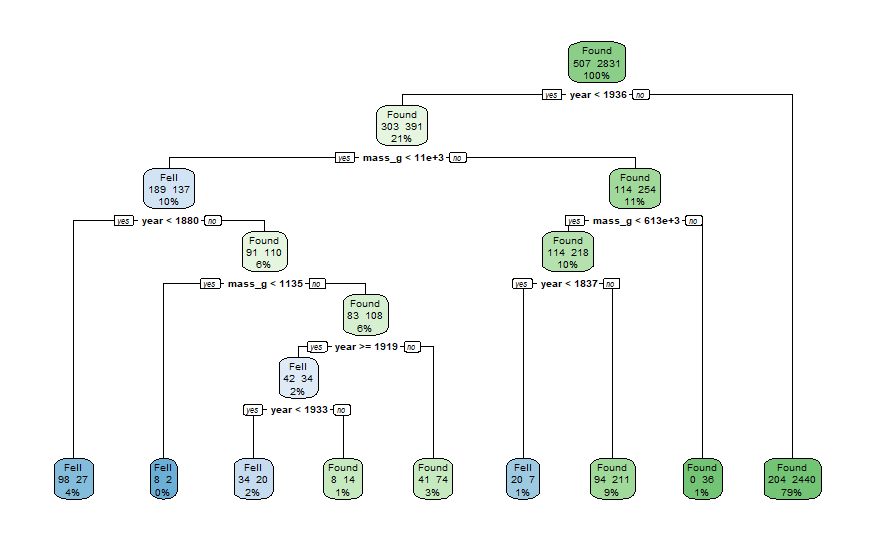 Found
507 2831
100%
yes year < 1936 no
Found
303 391
21%
yes mass_g < 11e+3 no
Fell
189 137
10%
Found
114 254
11%
yes year < 1880 no
yes mass_g < 613e+3 no
Found
91 110
6%
Found
114 218
10%
yes mass_g < 1135 no
yes year < 1837 no
Found
83 108
6%
yes year >= 1919 no
Fell
42 34
2%
yes year < 1933 no
Fell
98 27
4%
Fell
8 2
0%
Fell
34 20
2%
Found
8 14
1%
Found
41 74
3%
Fell
20 7
1%
Found
94 211
9%
Found
0 36
1%
Found
204 2440
79%